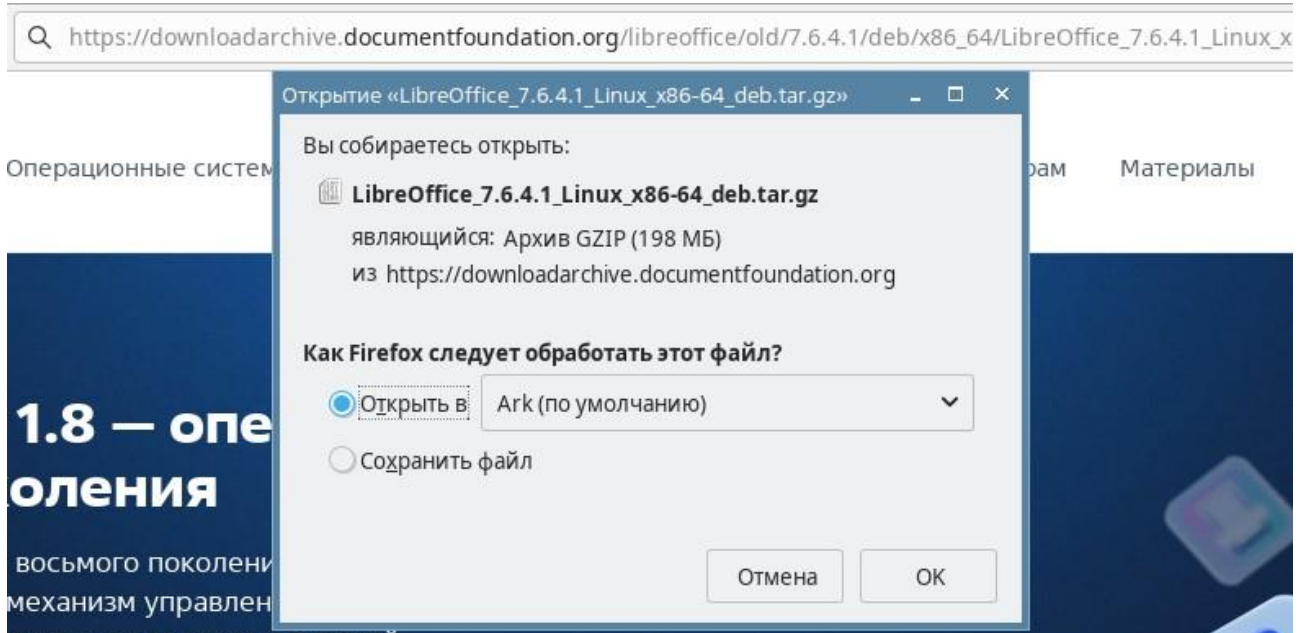 https://downloadarchive.documentfoundation.org/libreoffice/old/7.6.4.1/deb/x86_64/LibreOffice_7.6.4.1_Linux_x
Открытие «LibreOffice_7.6.4.1_Linux_x86-64_deb.tar.gz»
Операционные систем
рам Материалы
Вы собираетесь открыть:
LibreOffice_7.6.4.1_Linux_x86-64_deb.tar.gz
являющийся: Архив GZIP (198 МБ)
из https://downloadarchive.documentfoundation.org
Как Firefox следует обработать этот файл?
Открыть в Ark (по умолчанию)
Сохранить файл
Отмена OK
1.8 — опе
оления
восьмого поколени
механизм управлен